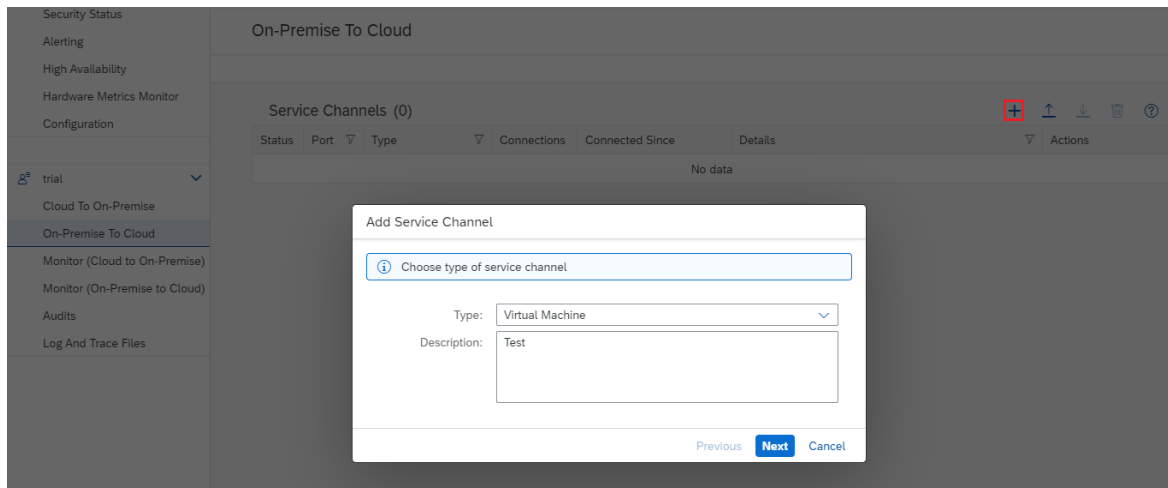 Security Status
Alerting
High Availability
Hardware Metrics Monitor
Configuration
trial
Cloud To On-Premise
On-Premise To Cloud
Monitor (Cloud to On-Premise)
Monitor (On-Premise to Cloud)
Audits
Log And Trace Files
On-Premise To Cloud
Service Channels (0)
Status Port Type Connections Connected Since Details Actions
No data
Add Service Channel
Choose type of service channel
Type: Virtual Machine
Description: Test
Previous Next Cancel